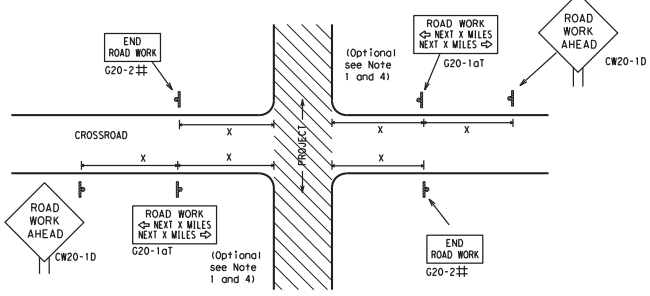 END
ROAD WORK
G20-2⌗
(Optional
see Note
1 and 4)
ROAD WORK
⇦ NEXT X MILES
NEXT X MILES ⇨
G20-1aT
ROAD
WORK
AHEAD
CW20-1D
X
X
X
CROSSROAD
PROJECT
X
X
X
ROAD
WORK
AHEAD
CW20-1D
ROAD WORK
⇦ NEXT X MILES
NEXT X MILES ⇨
G20-1aT
(Optional
see Note
1 and 4)
END
ROAD WORK
G20-2⌗